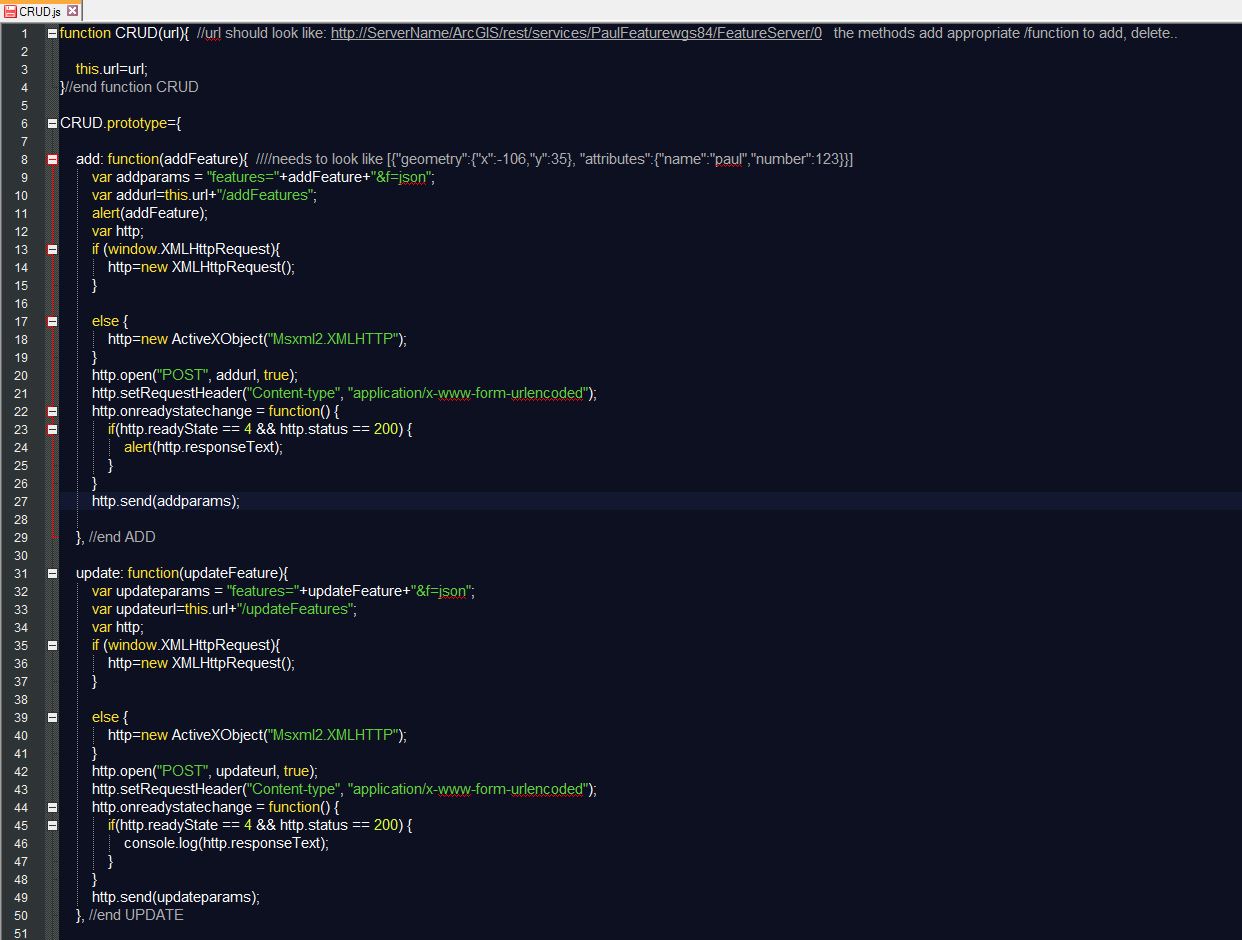 CRUD.js
1 function CRUD(url){  //url should look like: http://ServerName/ArcGIS/rest/services/PaulFeaturewgs84/FeatureServer/0   the methods add appropriate /function to add, delete..
2
3 this.url=url;
4 }//end function CRUD
5
6 CRUD.prototype={
7
8 add: function(addFeature){  ////needs to look like [{"geometry":{"x":-106,"y":35}, "attributes":{"name":"paul","number":123}}]
9 var addparams = "features="+addFeature+"&f=json";
10 var addurl=this.url+"/addFeatures";
11 alert(addFeature);
12 var http;
13 if (window.XMLHttpRequest){
14 http=new XMLHttpRequest();
15 }
16
17 else {
18 http=new ActiveXObject("Msxml2.XMLHTTP");
19 }
20 http.open("POST", addurl, true);
21 http.setRequestHeader("Content-type", "application/x-www-form-urlencoded");
22 http.onreadystatechange = function() {
23 if(http.readyState == 4 && http.status == 200) {
24 alert(http.responseText);
25 }
26 }
27 http.send(addparams);
28
29 }, //end ADD
30
31 update: function(updateFeature){
32 var updateparams = "features="+updateFeature+"&f=json";
33 var updateurl=this.url+"/updateFeatures";
34 var http;
35 if (window.XMLHttpRequest){
36 http=new XMLHttpRequest();
37 }
38
39 else {
40 http=new ActiveXObject("Msxml2.XMLHTTP");
41 }
42 http.open("POST", updateurl, true);
43 http.setRequestHeader("Content-type", "application/x-www-form-urlencoded");
44 http.onreadystatechange = function() {
45 if(http.readyState == 4 && http.status == 200) {
46 console.log(http.responseText);
47 }
48 }
49 http.send(updateparams);
50 }, //end UPDATE
51